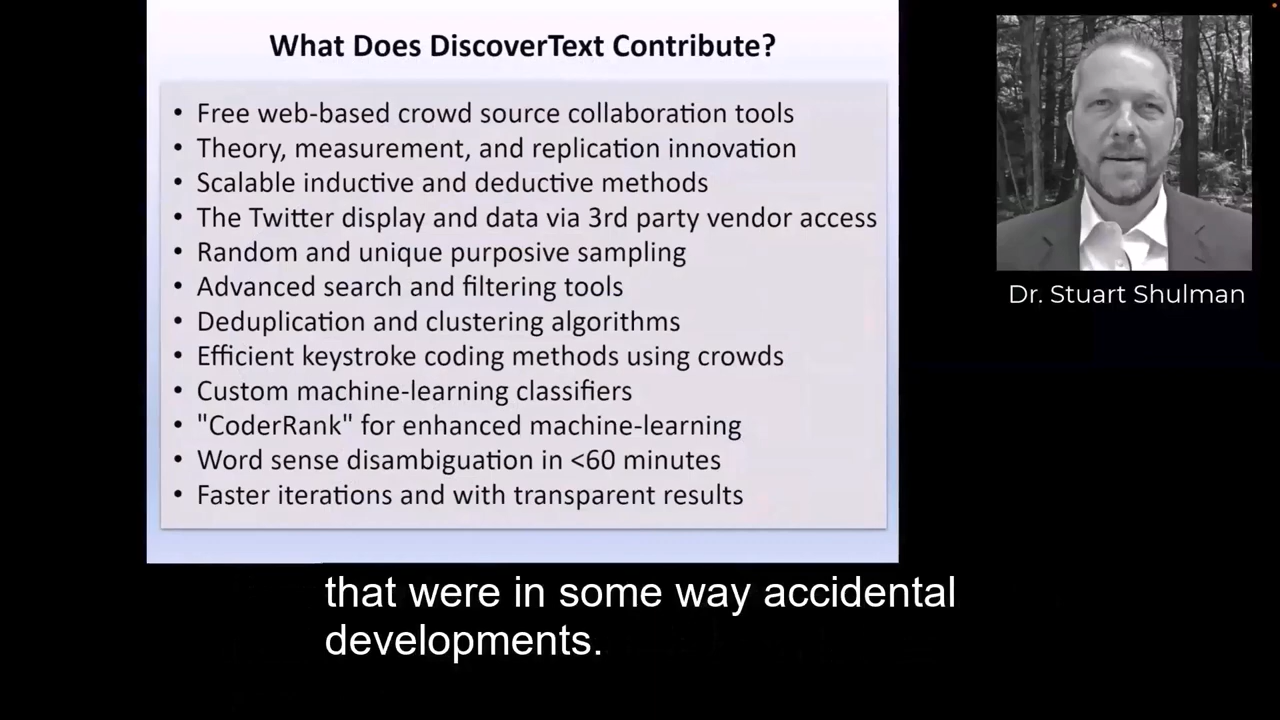 What Does DiscoverText Contribute?
• Free web-based crowd source collaboration tools
• Theory, measurement, and replication innovation
• Scalable inductive and deductive methods
• The Twitter display and data via 3rd party vendor access
• Random and unique purposive sampling
• Advanced search and filtering tools
• Deduplication and clustering algorithms
• Efficient keystroke coding methods using crowds
• Custom machine-learning classifiers
• "CoderRank" for enhanced machine-learning
• Word sense disambiguation in <60 minutes
• Faster iterations and with transparent results
Dr. Stuart Shulman
that were in some way accidental
developments.